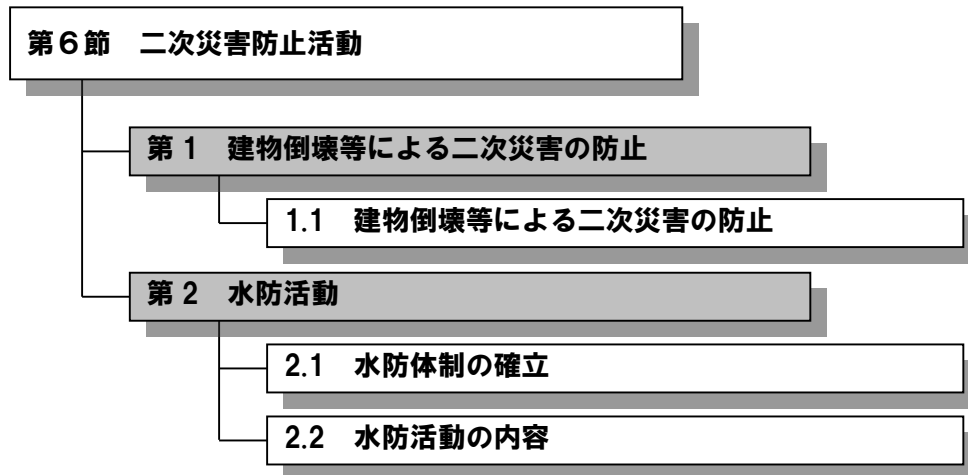 第６節　二次災害防止活動
第１　建物倒壊等による二次災害の防止
1.1　建物倒壊等による二次災害の防止
第２　水防活動
2.1　水防体制の確立
2.2　水防活動の内容